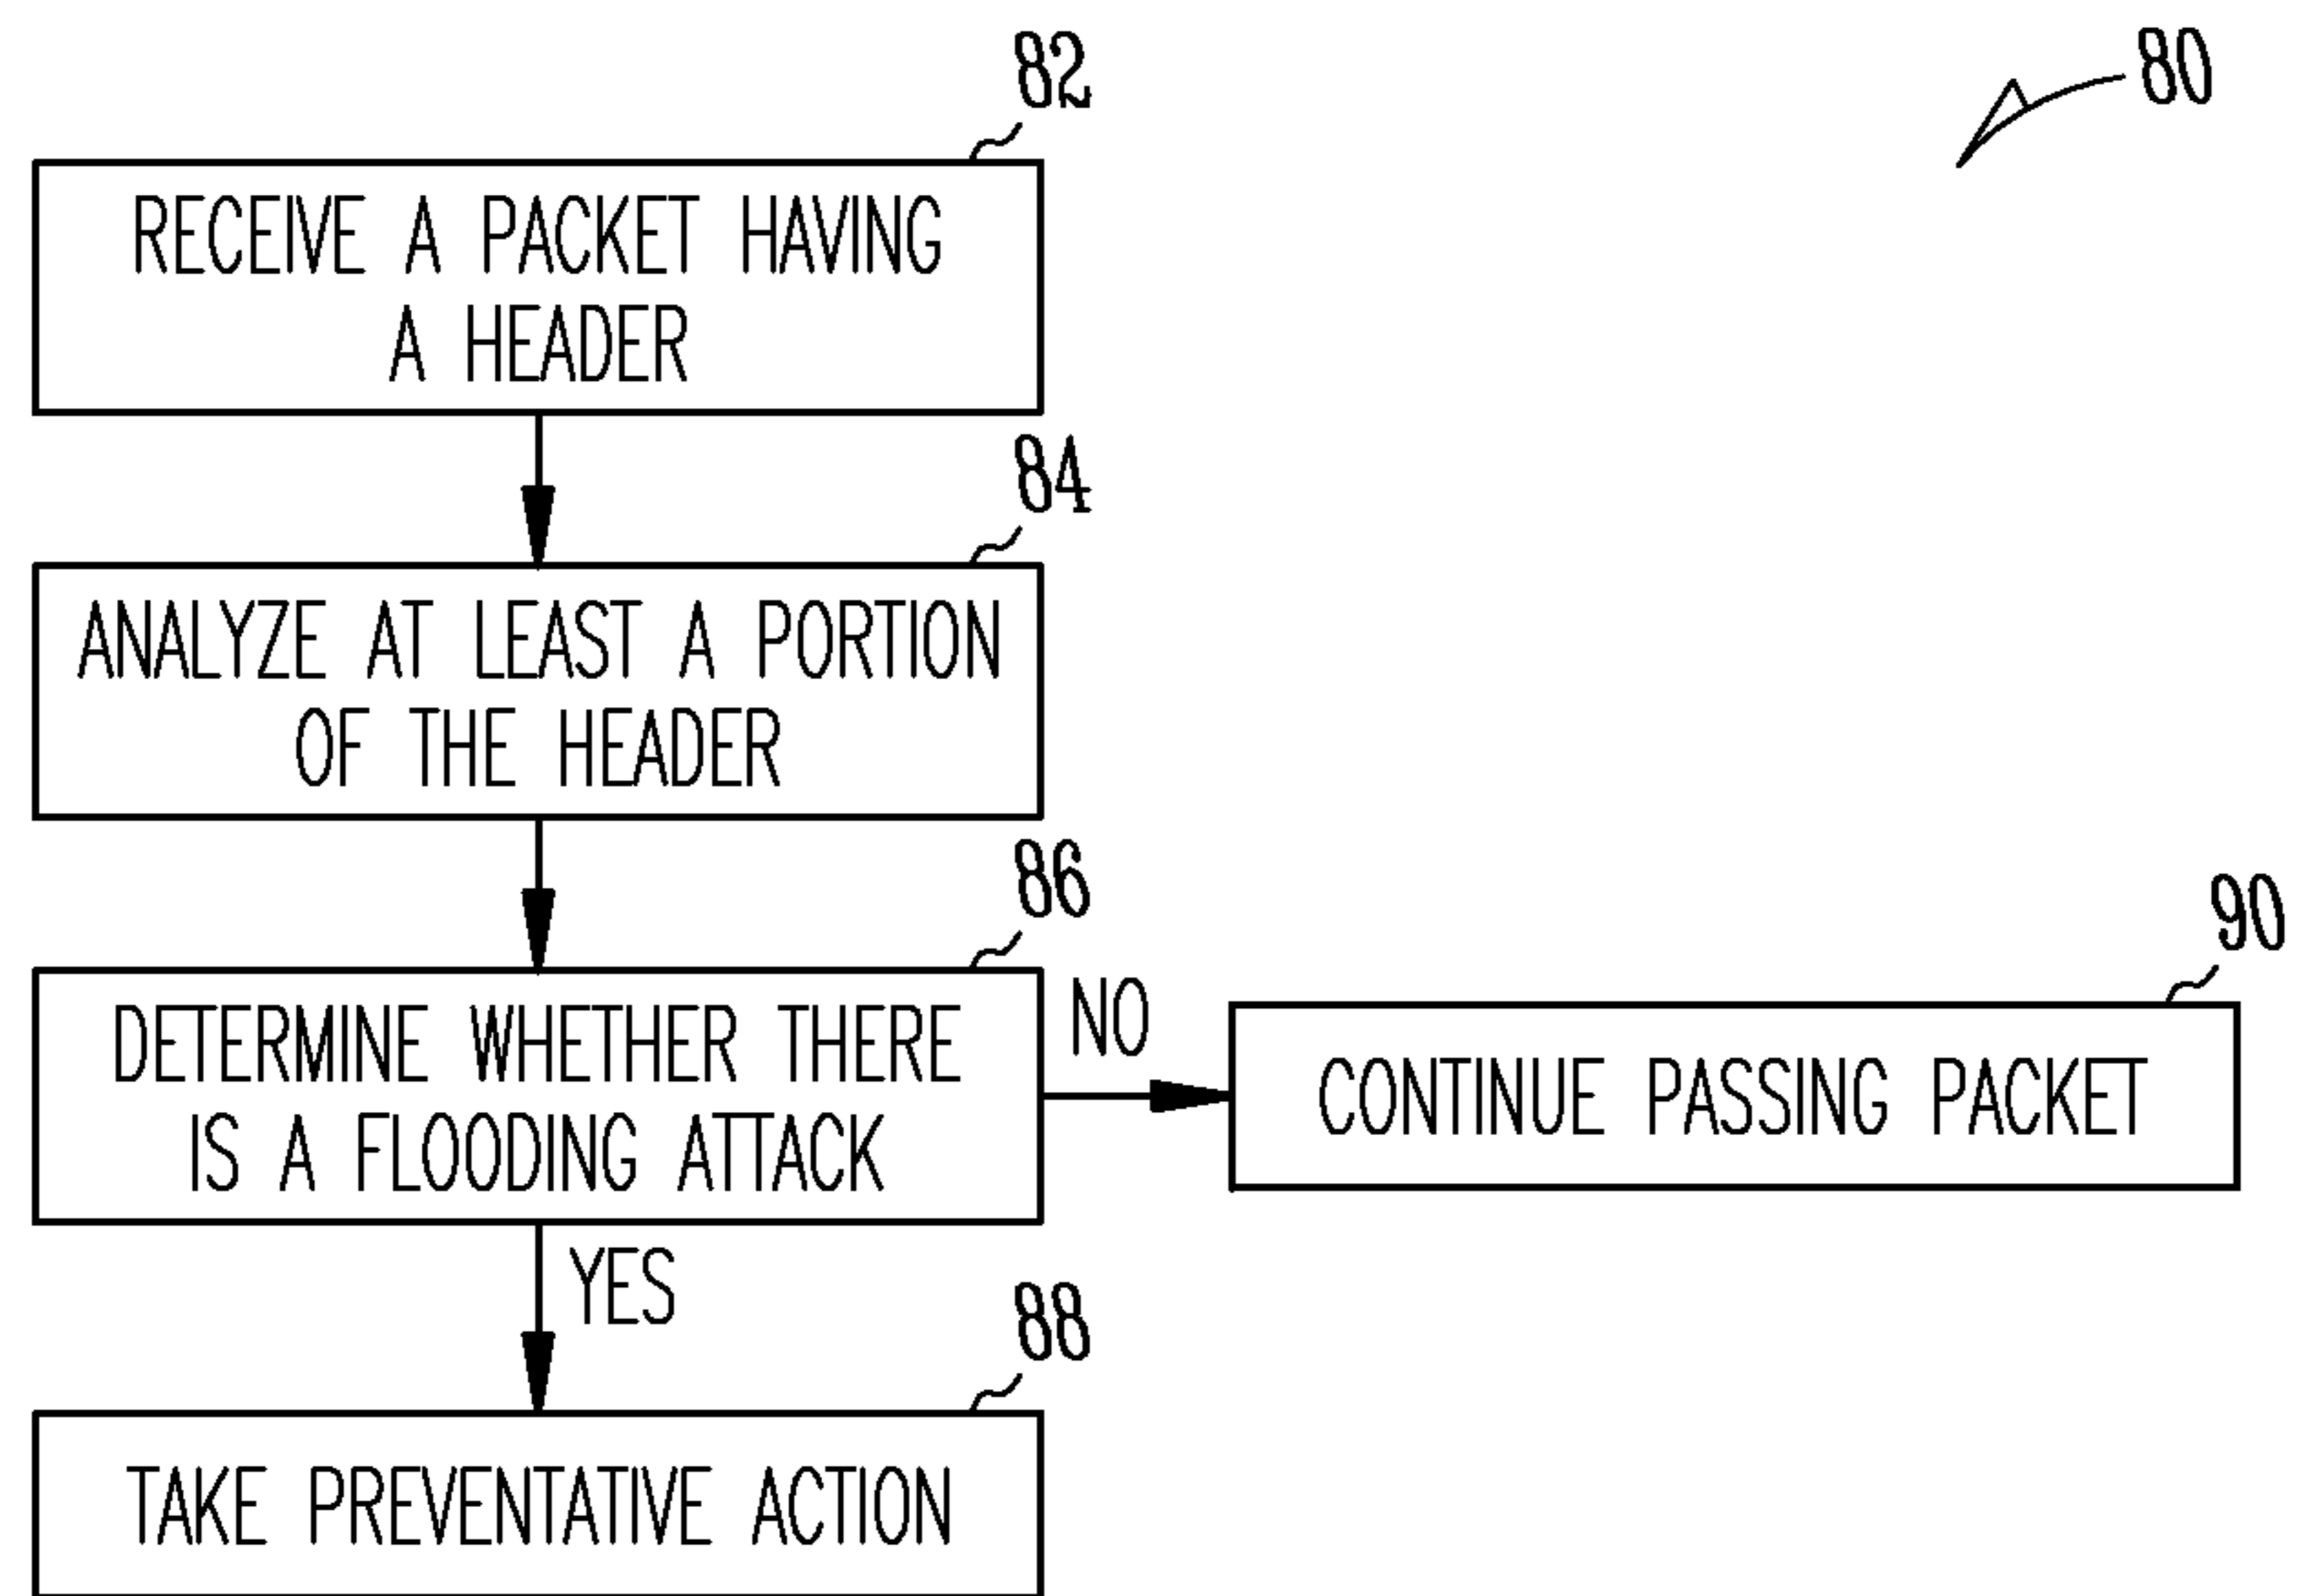 82
80
RECEIVE A PACKET HAVING
A HEADER
84
ANALYZE AT LEAST A PORTION
OF THE HEADER
86
DETERMINE WHETHER THERE
IS A FLOODING ATTACK
NO
90
CONTINUE PASSING PACKET
YES
88
TAKE PREVENTATIVE ACTION